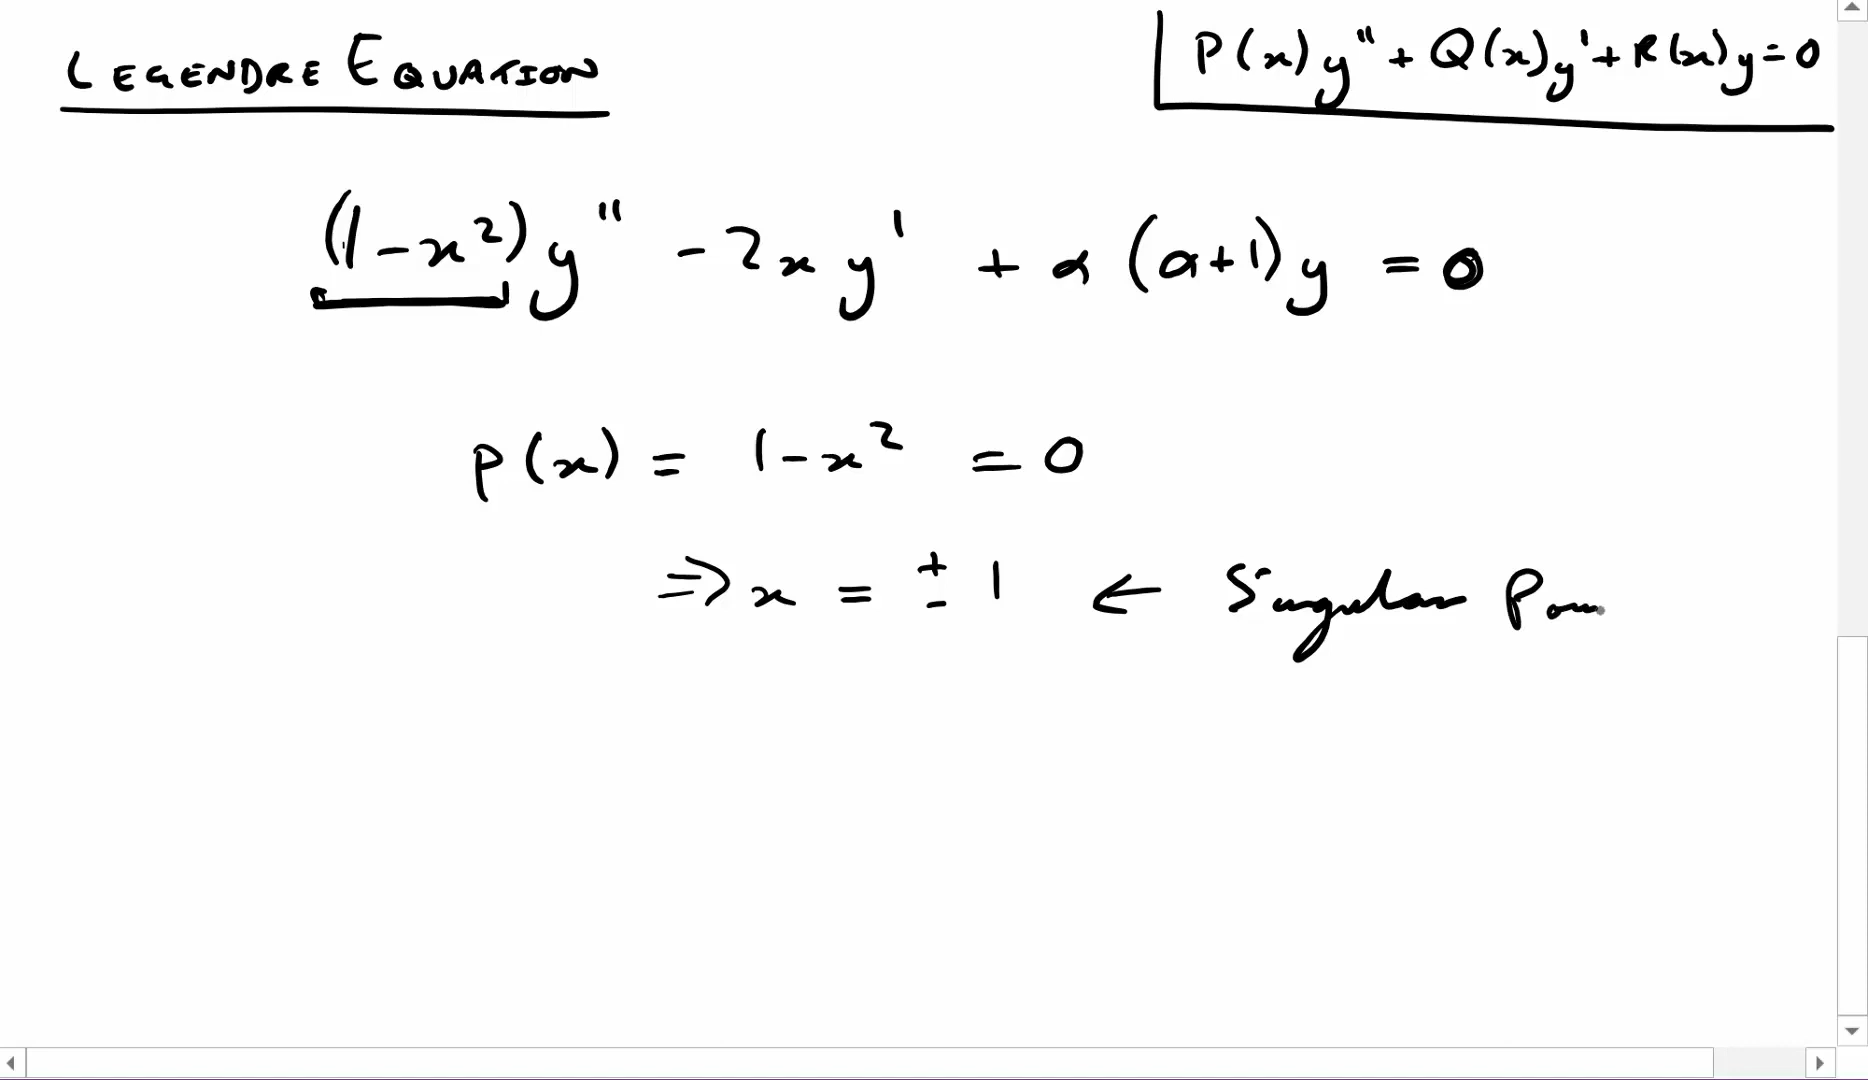 LEGENDRE EQUATION
P(x)y" + Q(x)y' + R(x)y = 0
(1-x²)y" - 2xy' + α(α+1)y = 0
P(x) = 1-x² = 0
⇒ x = ± 1 ← Singular